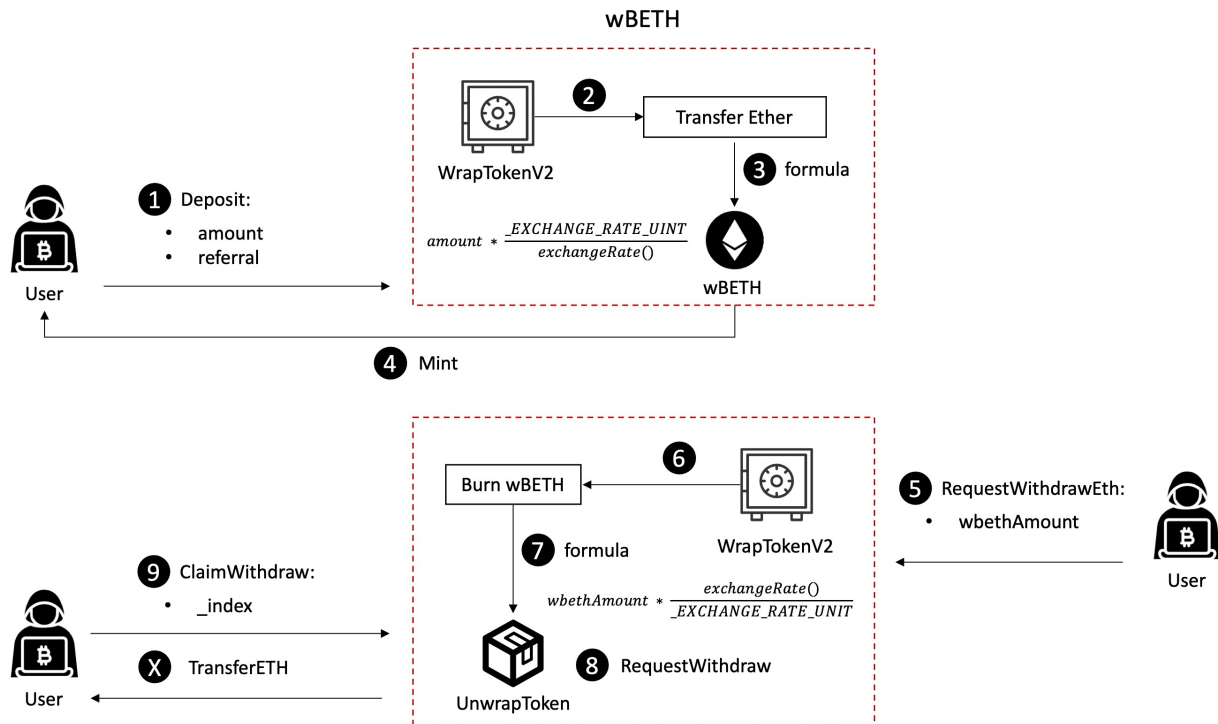 wBETH
2
Transfer Ether
WrapTokenV2
3 formula
1 Deposit:
• amount
• referral
amount * _EXCHANGE_RATE_UINT / exchangeRate()
wBETH
User
4 Mint
6
Burn wBETH
WrapTokenV2
5 RequestWithdrawEth:
• wbethAmount
User
7 formula
wbethAmount * exchangeRate() / _EXCHANGE_RATE_UNIT
9 ClaimWithdraw:
• _index
8 RequestWithdraw
UnwrapToken
X TransferETH
User